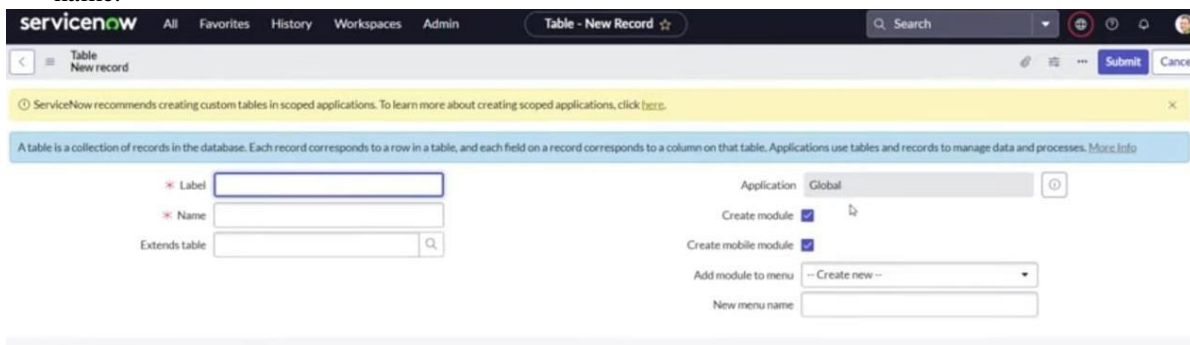 name.
servicenow All Favorites History Workspaces Admin Table - New Record Search
Table
New record
Submit Cance
ServiceNow recommends creating custom tables in scoped applications. To learn more about creating scoped applications, click here.
A table is a collection of records in the database. Each record corresponds to a row in a table, and each field on a record corresponds to a column on that table. Applications use tables and records to manage data and processes. More Info
* Label
* Name
Extends table
Application Global
Create module
Create mobile module
Add module to menu -- Create new --
New menu name